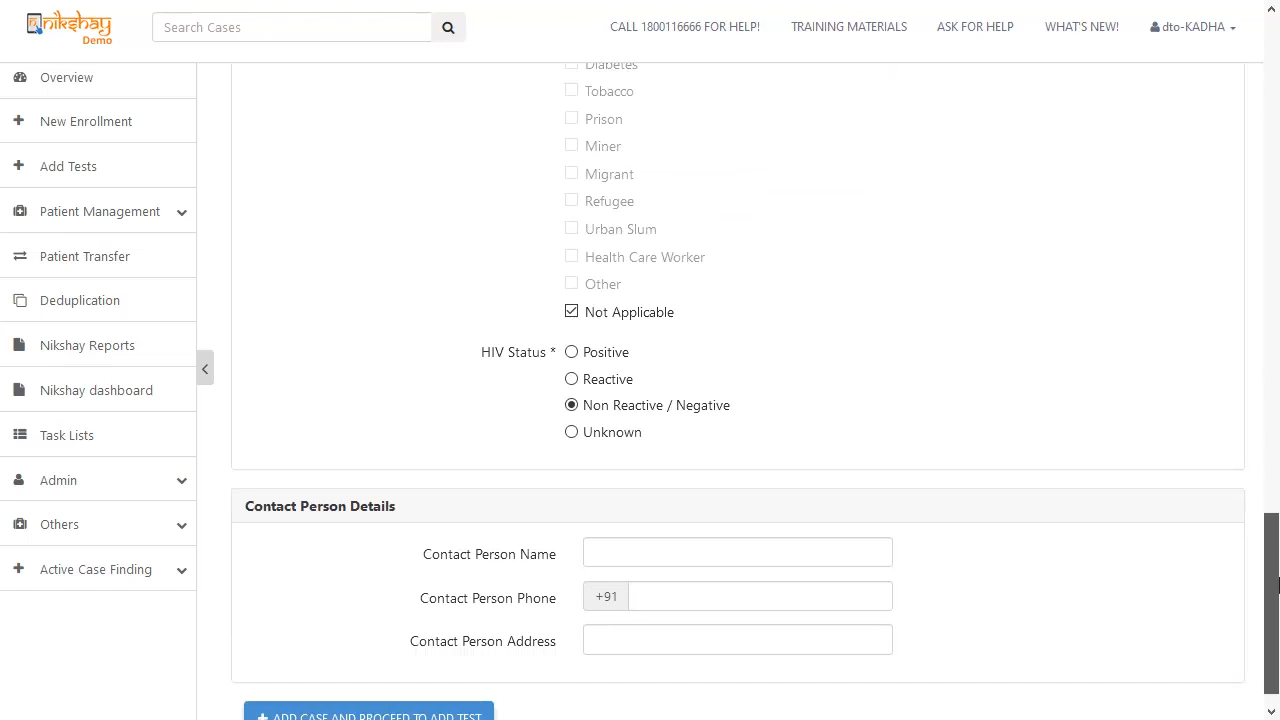 nikshay
Demo
Search Cases
CALL 1800116666 FOR HELP!
TRAINING MATERIALS
ASK FOR HELP
WHAT'S NEW!
dto-KADHA
Overview
New Enrollment
Add Tests
Patient Management
Patient Transfer
Deduplication
Nikshay Reports
Nikshay dashboard
Task Lists
Admin
Others
Active Case Finding
Diabetes
Tobacco
Prison
Miner
Migrant
Refugee
Urban Slum
Health Care Worker
Other
Not Applicable
HIV Status * Positive
Reactive
Non Reactive / Negative
Unknown
Contact Person Details
Contact Person Name
Contact Person Phone +91
Contact Person Address
ADD CASE AND PROCEED TO ADD TEST